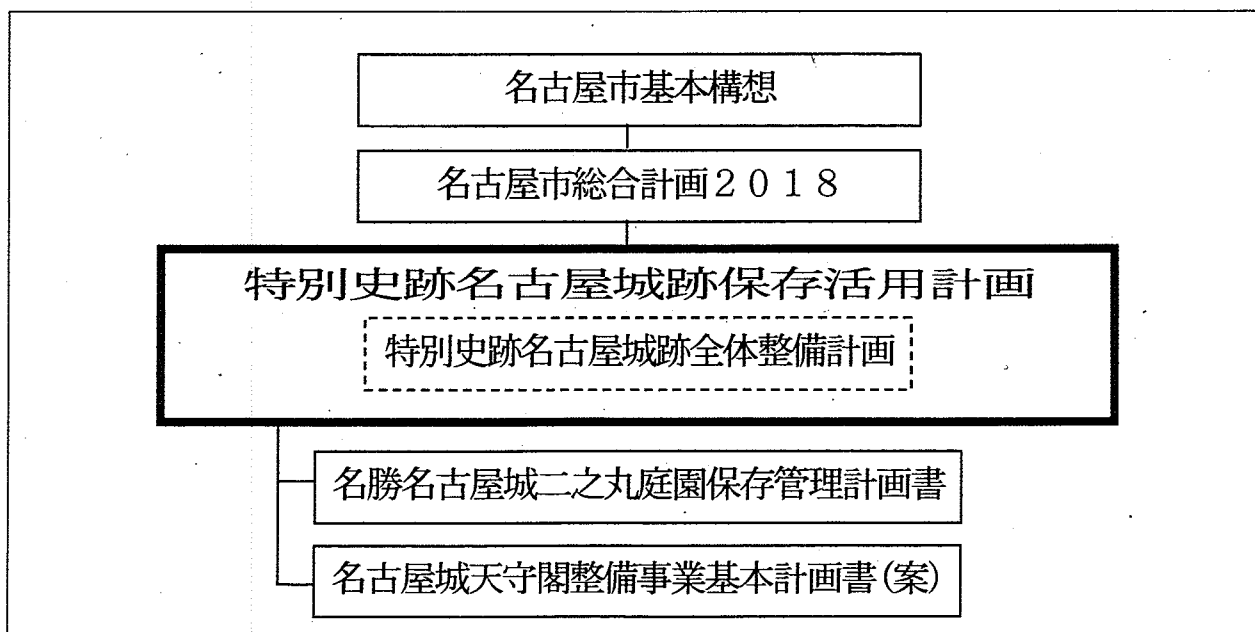 名古屋市基本構想
名古屋市総合計画２０１８
特別史跡名古屋城跡保存活用計画
特別史跡名古屋城跡全体整備計画
名勝名古屋城二之丸庭園保存管理計画書
名古屋城天守閣整備事業基本計画書(案)